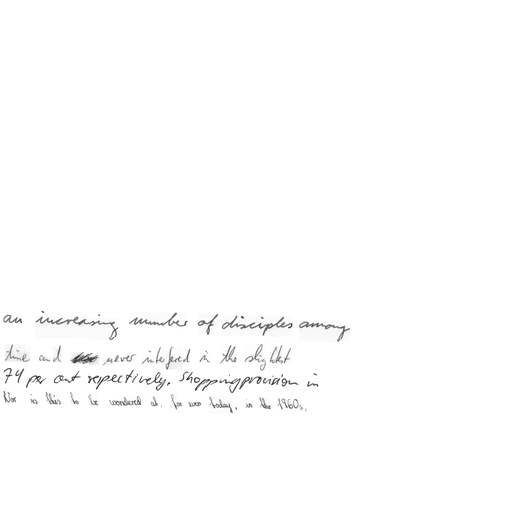 an increasing number of disciples among
time and never interfered in the slightest
74 per cent respectively. Shopping provision in
Nor is this to be wondered at. For even today, in the 1960s,